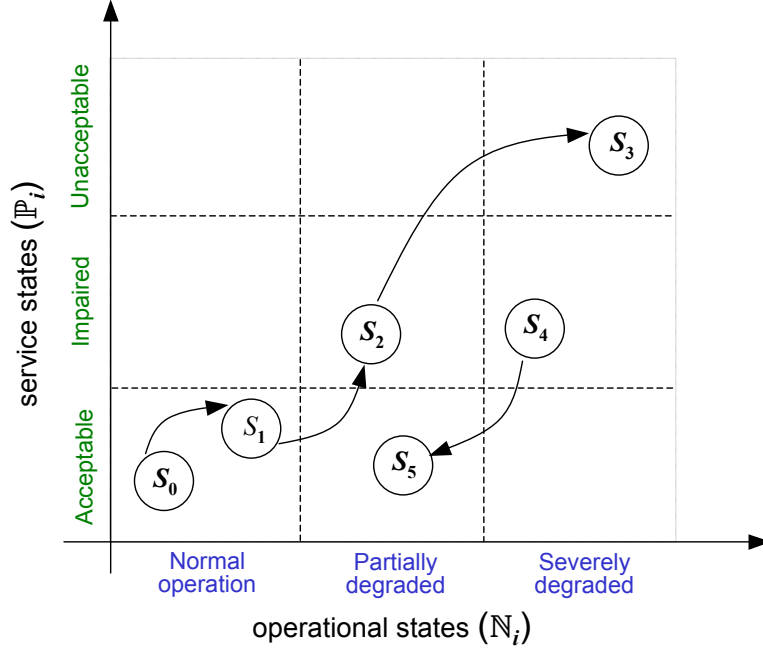 Unacceptable
Impaired
Acceptable
service states (ℙi)
S3
S2
S4
S1
S5
S0
Normal
operation
Partially
degraded
Severely
degraded
operational states (ℕi)